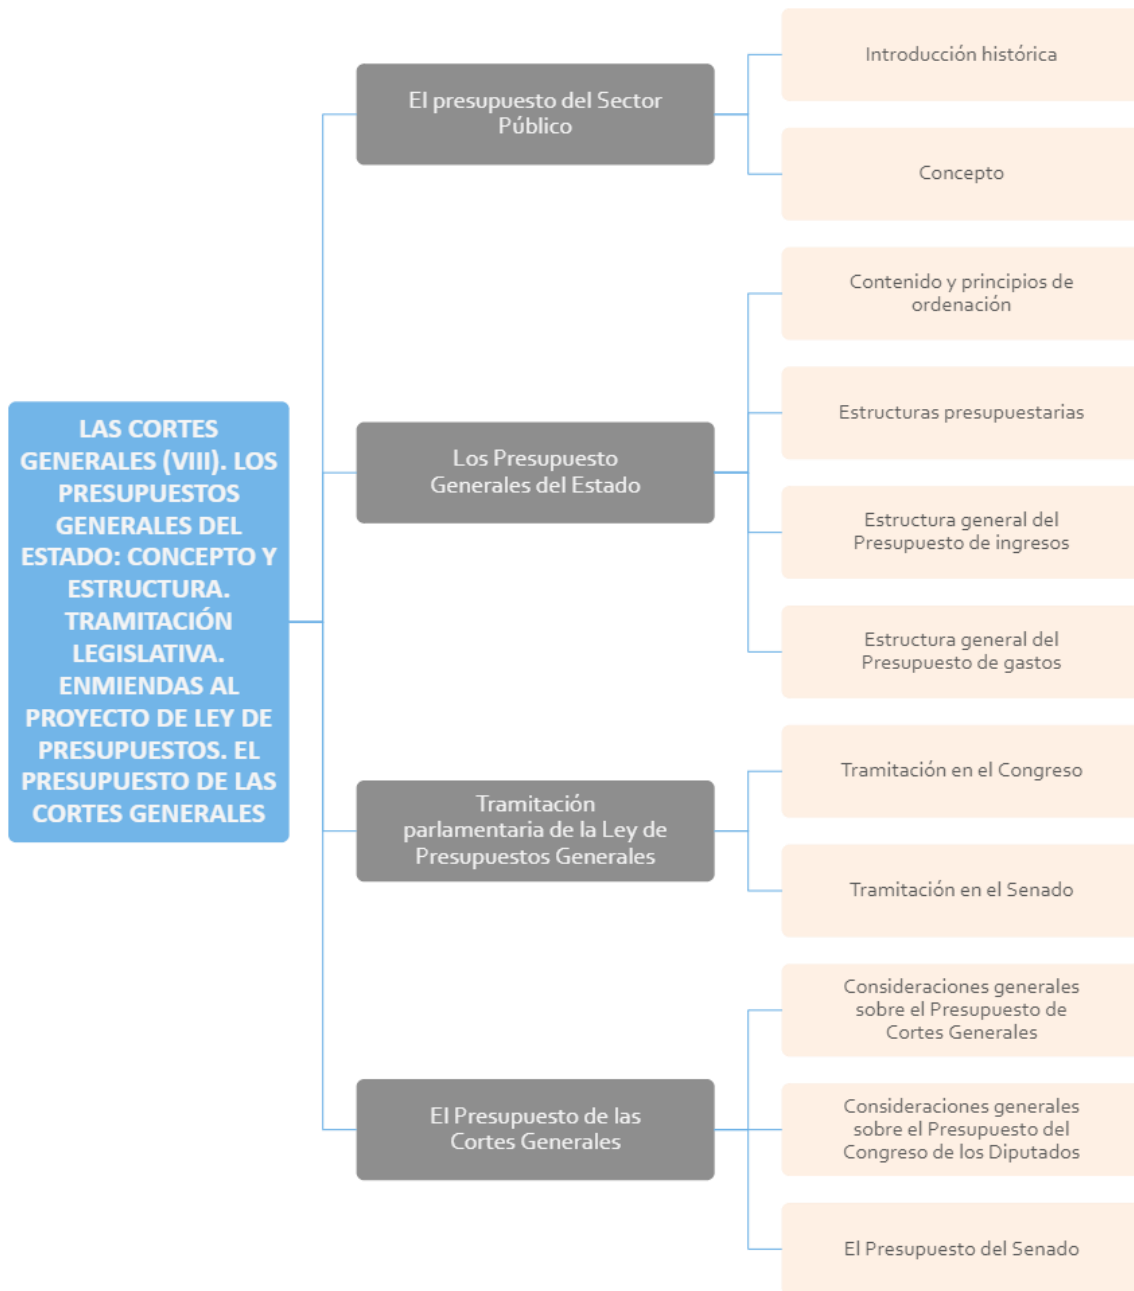 LAS CORTES
GENERALES (VIII). LOS
PRESUPUESTOS
GENERALES DEL
ESTADO: CONCEPTO Y
ESTRUCTURA.
TRAMITACIÓN
LEGISLATIVA.
ENMIENDAS AL
PROYECTO DE LEY DE
PRESUPUESTOS. EL
PRESUPUESTO DE LAS
CORTES GENERALES
El presupuesto del Sector
Público
Introducción histórica
Concepto
Los Presupuesto
Generales del Estado
Contenido y principios de
ordenación
Estructuras presupuestarias
Estructura general del
Presupuesto de ingresos
Estructura general del
Presupuesto de gastos
Tramitación
parlamentaria de la Ley de
Presupuestos Generales
Tramitación en el Congreso
Tramitación en el Senado
El Presupuesto de las
Cortes Generales
Consideraciones generales
sobre el Presupuesto de
Cortes Generales
Consideraciones generales
sobre el Presupuesto del
Congreso de los Diputados
El Presupuesto del Senado